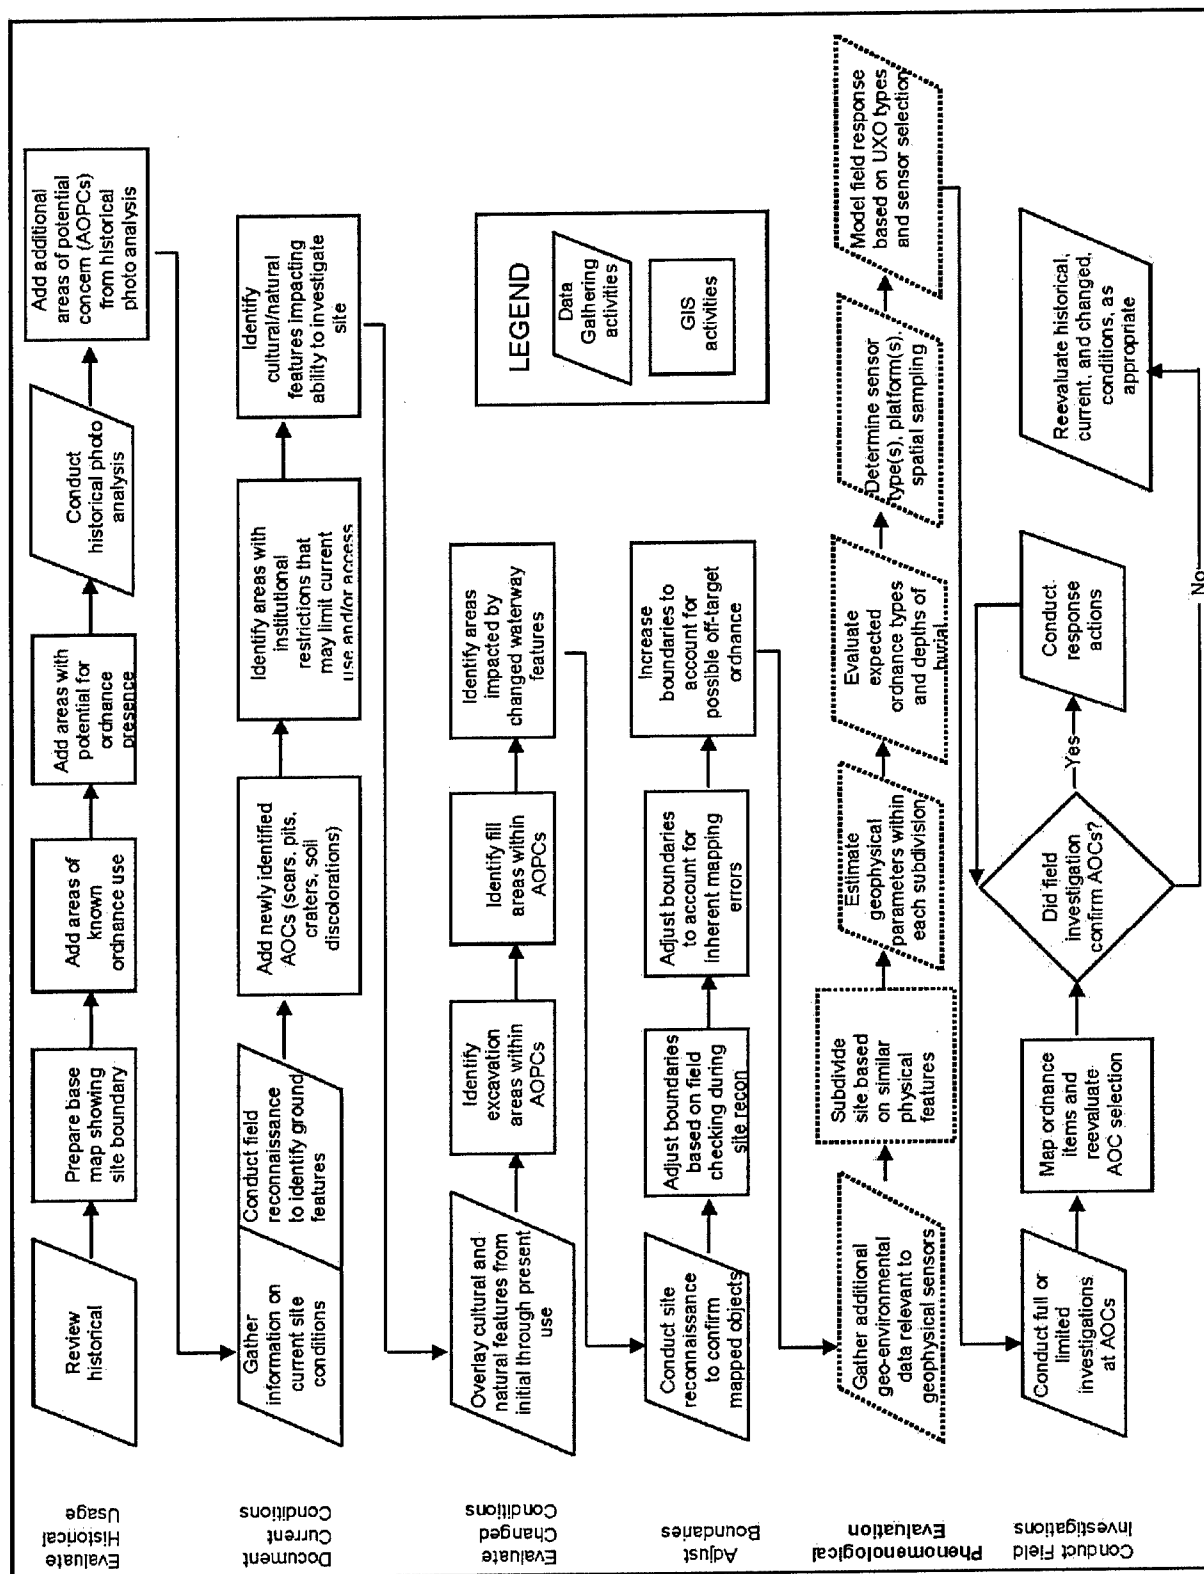 Evaluate
Historical
Usage
Review
historical
Prepare base
map showing
site boundary
Add areas of
known
ordnance use
Add areas with
potential for
ordnance
presence
Conduct
historical photo
analysis
Add additional
areas of potential
concern (AOPCs)
from historical
photo analysis
Document
Current
Conditions
Gather
information on
current site
conditions
Conduct field
reconnaissance
to identify ground
features
Add newly identified
AOCs (scars, pits,
craters, soil
discolorations)
Identify areas with
institutional
restrictions that
may limit current
use and/or access
Identify
cultural/natural
features impacting
ability to investigate
site
Evaluate
Changed
Conditions
Overlay cultural and
natural features from
initial through present
use
Identify
excavation
areas within
AOPCs
Identify fill
areas within
AOPCs
Identify areas
impacted by
changed waterway
features
LEGEND
Data
Gathering
activities
GIS
activities
Adjust
Boundaries
Conduct site
reconnaissance
to confirm
mapped objects
Adjust boundaries
based on field
checking during
site recon
Adjust boundaries
to account for
inherent mapping
errors
Increase
boundaries to
account for
possible off-target
ordnance
Phenomenological
Evaluation
Gather additional
geo-environmental
data relevant to
geophysical sensors
Subdivide
site based
on similar
physical
features
Estimate
geophysical
parameters within
each subdivision
Evaluate
expected
ordnance types
and depths of
burial
Determine sensor
type(s), platform(s),
spatial sampling
Model field response
based on UXO types
and sensor selection
Conduct Field
Investigations
Conduct full or
limited
investigations
at AOCs
Map ordnance
items and
reevaluate
AOC selection
Did field
investigation
confirm AOCs?
Yes
Conduct
response
actions
No
Reevaluate historical,
current, and changed,
conditions, as
appropriate